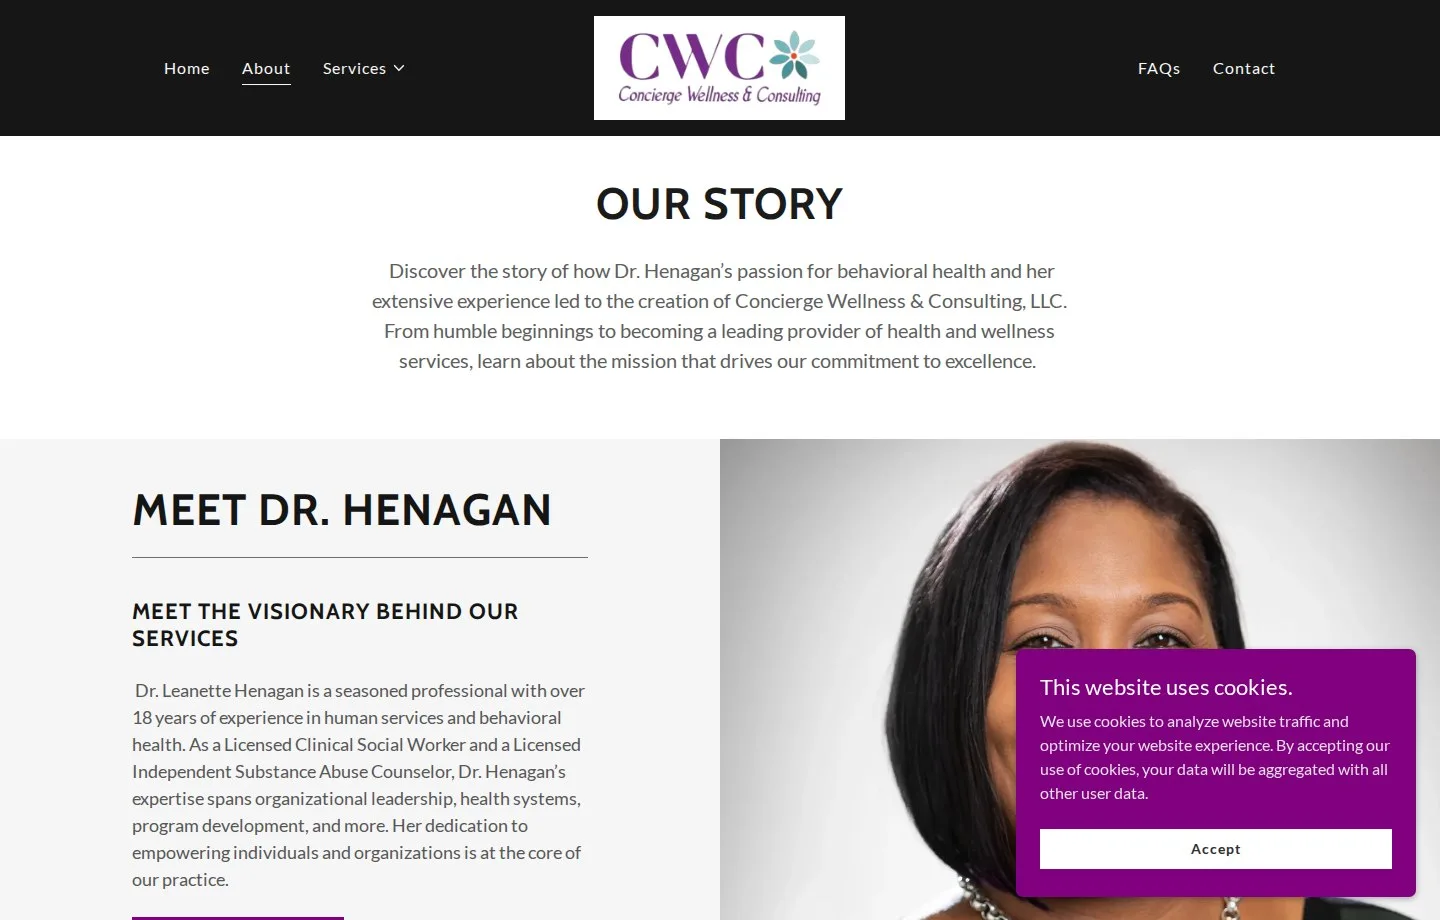 Home
About
Services
CWC
Concierge Wellness & Consulting
FAQs
Contact
OUR STORY
Discover the story of how Dr. Henagan’s passion for behavioral health and her
extensive experience led to the creation of Concierge Wellness & Consulting, LLC.
From humble beginnings to becoming a leading provider of health and wellness
services, learn about the mission that drives our commitment to excellence.
MEET DR. HENAGAN
MEET THE VISIONARY BEHIND OUR
SERVICES
Dr. Leanette Henagan is a seasoned professional with over
18 years of experience in human services and behavioral
health. As a Licensed Clinical Social Worker and a Licensed
Independent Substance Abuse Counselor, Dr. Henagan’s
expertise spans organizational leadership, health systems,
program development, and more. Her dedication to
empowering individuals and organizations is at the core of
our practice.
This website uses cookies.
We use cookies to analyze website traffic and
optimize your website experience. By accepting our
use of cookies, your data will be aggregated with all
other user data.
Accept